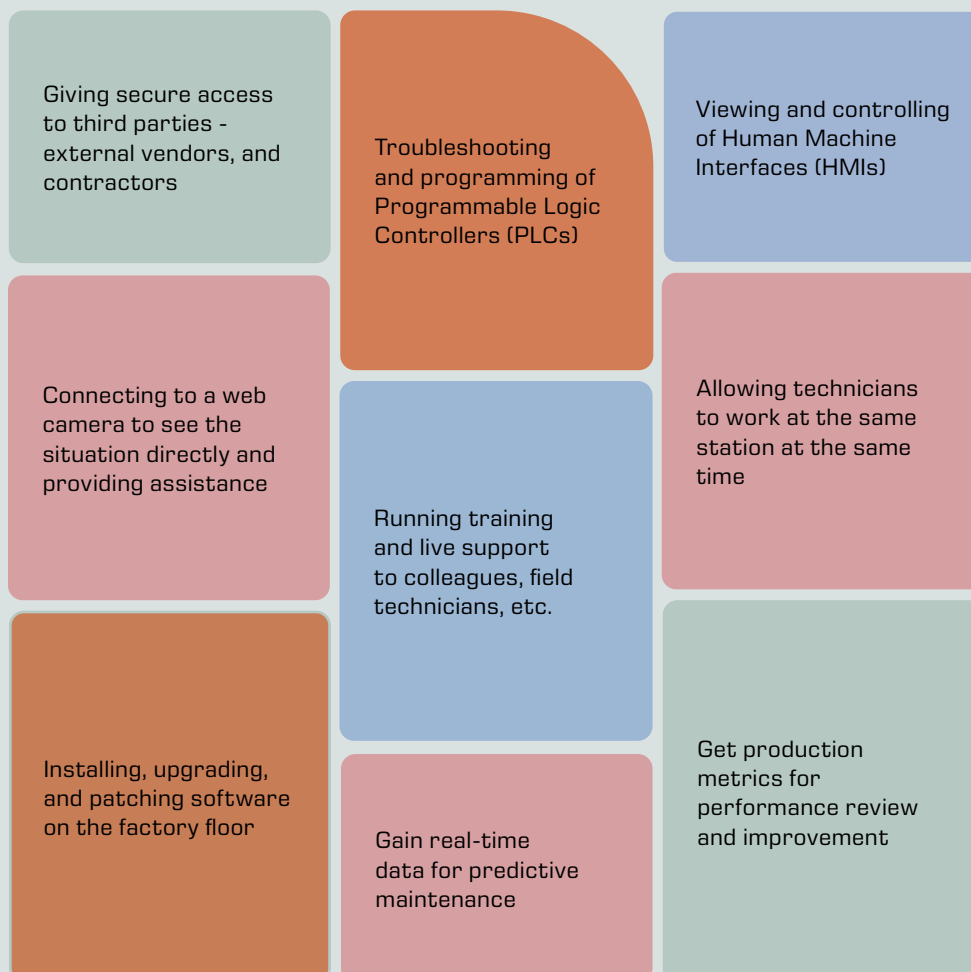 Giving secure access
to third parties -
external vendors, and
contractors
Troubleshooting
and programming of
Programmable Logic
Controllers (PLCs)
Viewing and controlling
of Human Machine
Interfaces (HMIs)
Connecting to a web
camera to see the
situation directly and
providing assistance
Running training
and live support
to colleagues, field
technicians, etc.
Allowing technicians
to work at the same
station at the same
time
Installing, upgrading,
and patching software
on the factory floor
Gain real-time
data for predictive
maintenance
Get production
metrics for
performance review
and improvement